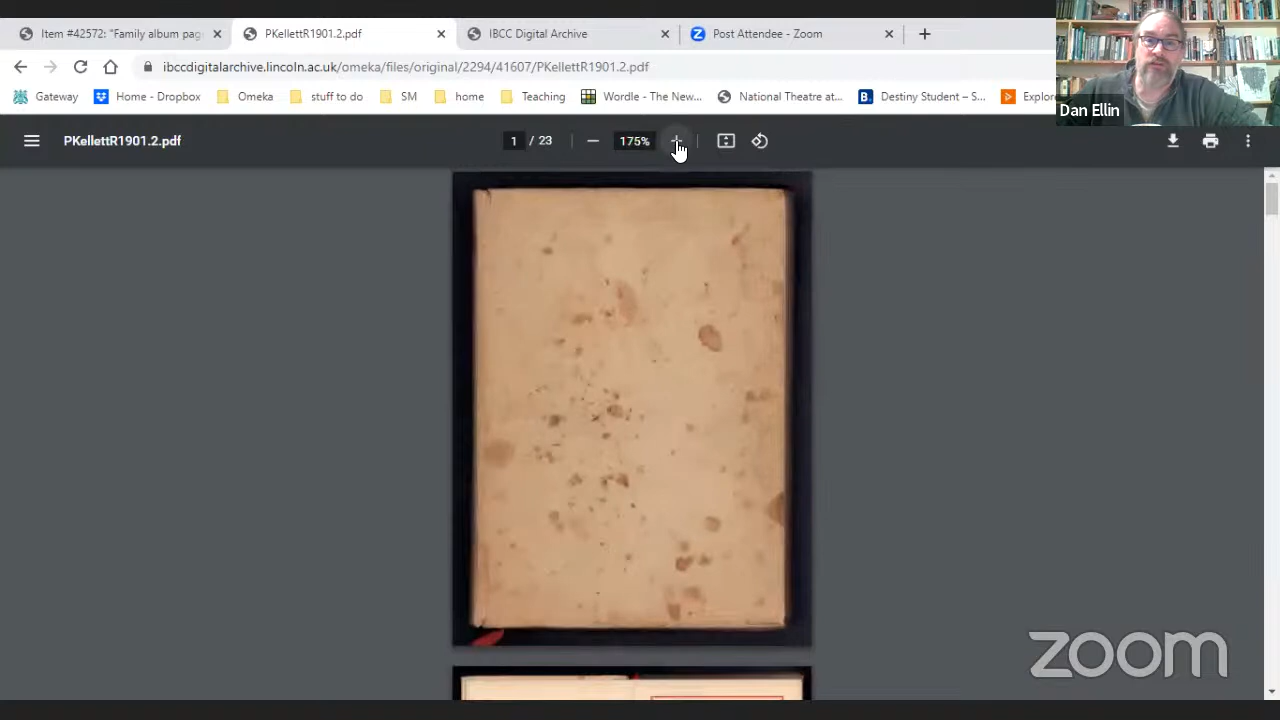 Item #42572: "Family album pag
PKellettR1901.2.pdf
IBCC Digital Archive
Post Attendee - Zoom
ibccdigitalarchive.lincoln.ac.uk/omeka/files/original/2294/41607/PKellettR1901.2.pdf
Gateway
Home - Dropbox
Omeka
stuff to do
SM
home
Teaching
Wordle - The New...
National Theatre at...
Destiny Student – S...
Explor
Dan Ellin
PKellettR1901.2.pdf
1 / 23
175%
zoom